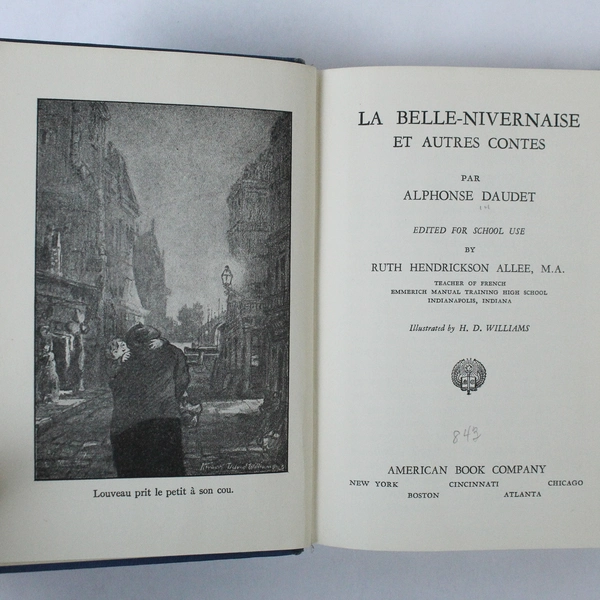 Louveau prit le petit à son cou.
LA BELLE-NIVERNAISE
ET AUTRES CONTES
PAR
ALPHONSE DAUDET
EDITED FOR SCHOOL USE
BY
RUTH HENDRICKSON ALLEE, M.A.
TEACHER OF FRENCH
EMMERICH MANUAL TRAINING HIGH SCHOOL
INDIANAPOLIS, INDIANA
Illustrated by H. D. WILLIAMS
843
AMERICAN BOOK COMPANY
NEW YORK CINCINNATI CHICAGO
BOSTON ATLANTA